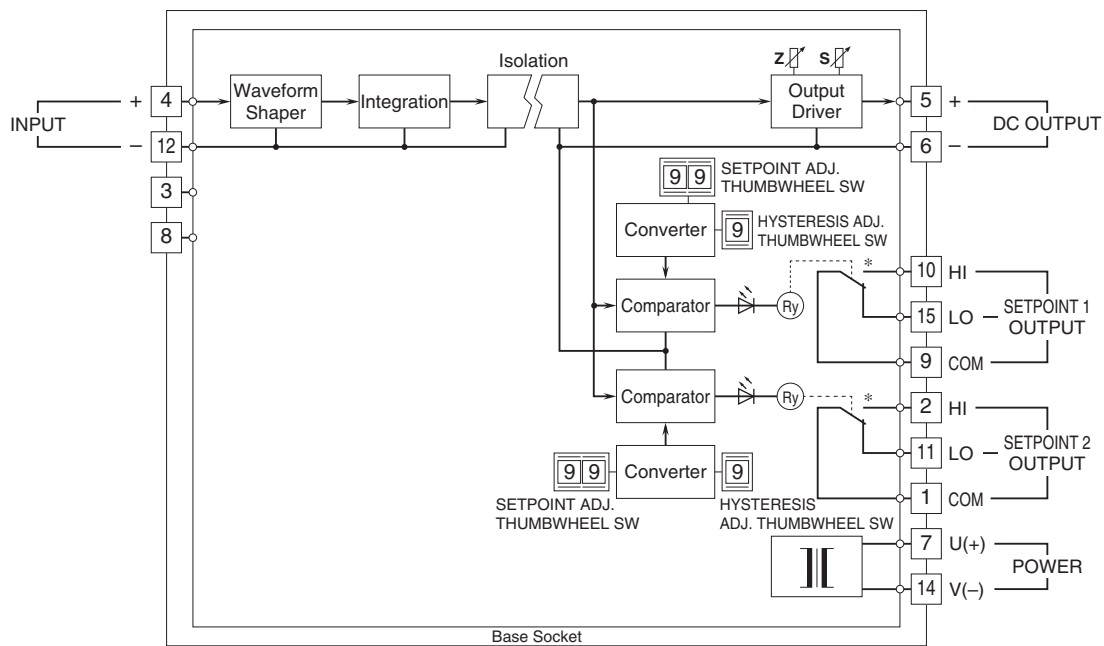 Isolation
Z
S
+
4
Waveform
Shaper
Integration
Output
Driver
5
+
INPUT
DC OUTPUT
–
12
6
–
3
9 9
SETPOINT ADJ.
THUMBWHEEL SW
8
Converter
9
HYSTERESIS ADJ.
THUMBWHEEL SW
*
10
HI
Comparator
Ry
15
LO
SETPOINT 1
OUTPUT
9
COM
Comparator
Ry
*
2
HI
11
LO
SETPOINT 2
OUTPUT
9 9
Converter
9
1
COM
SETPOINT ADJ.
THUMBWHEEL SW
HYSTERESIS
ADJ. THUMBWHEEL SW
7
U(+)
POWER
14
V(–)
Base Socket